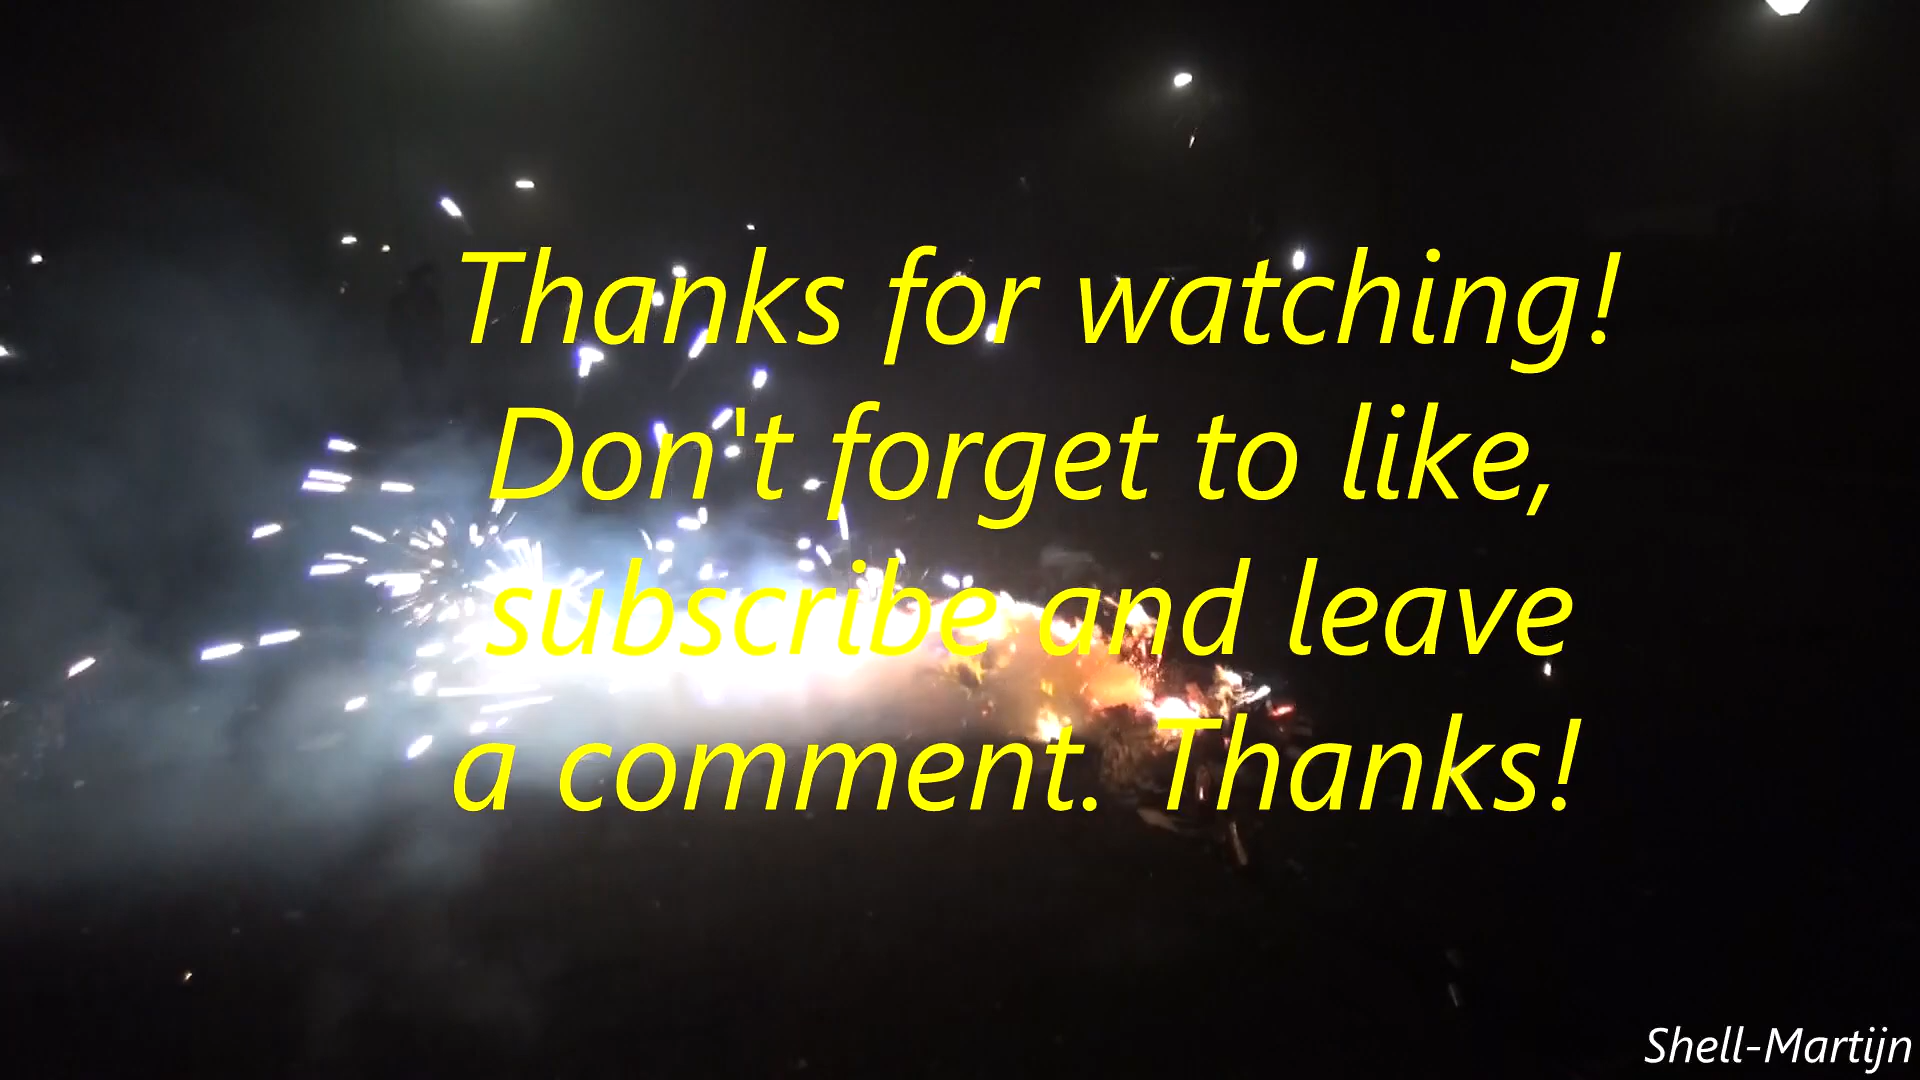 Thanks for watching!
Don't forget to like,
subscribe and leave
a comment. Thanks!
Shell-Martijn